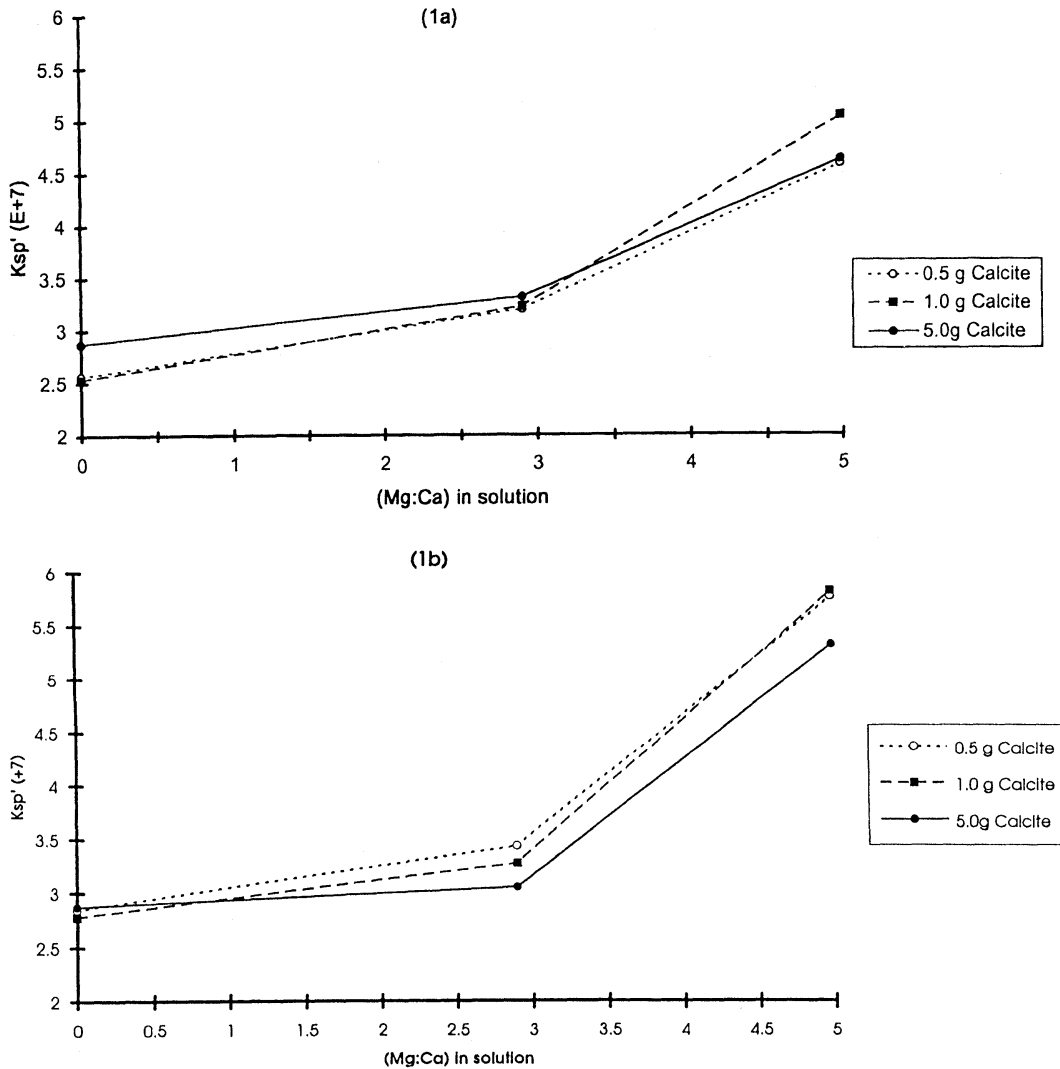 (1a)
6
5.5
5
4.5
4
3.5
3
2.5
2
Ksp' (E+7)
0 1 2 3 4 5
(Mg:Ca) in solution
0.5 g Calcite
1.0 g Calcite
5.0g Calcite
(1b)
6
5.5
5
4.5
4
3.5
3
2.5
2
Ksp' (+7)
0 0.5 1 1.5 2 2.5 3 3.5 4 4.5 5
(Mg:Ca) in solution
0.5 g Calcite
1.0 g Calcite
5.0g Calcite